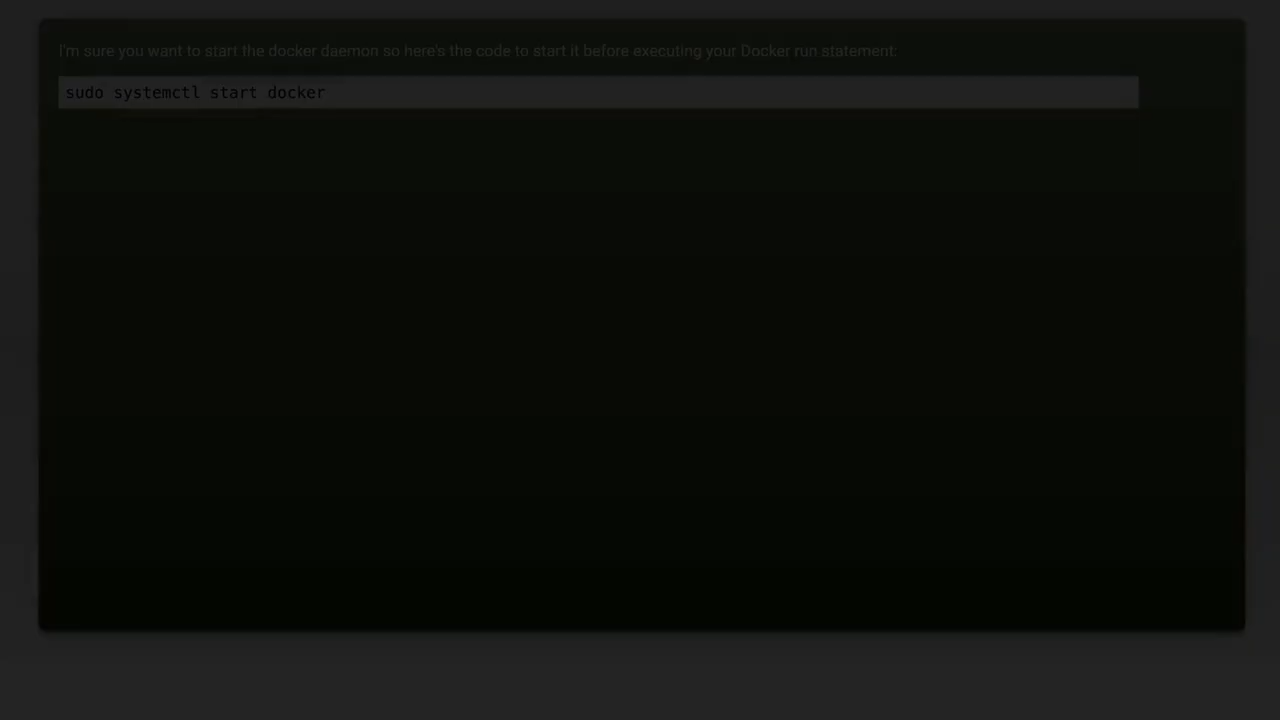 I'm sure you want to start the docker daemon so here's the code to start it before executing your Docker run statement:
sudo systemctl start docker